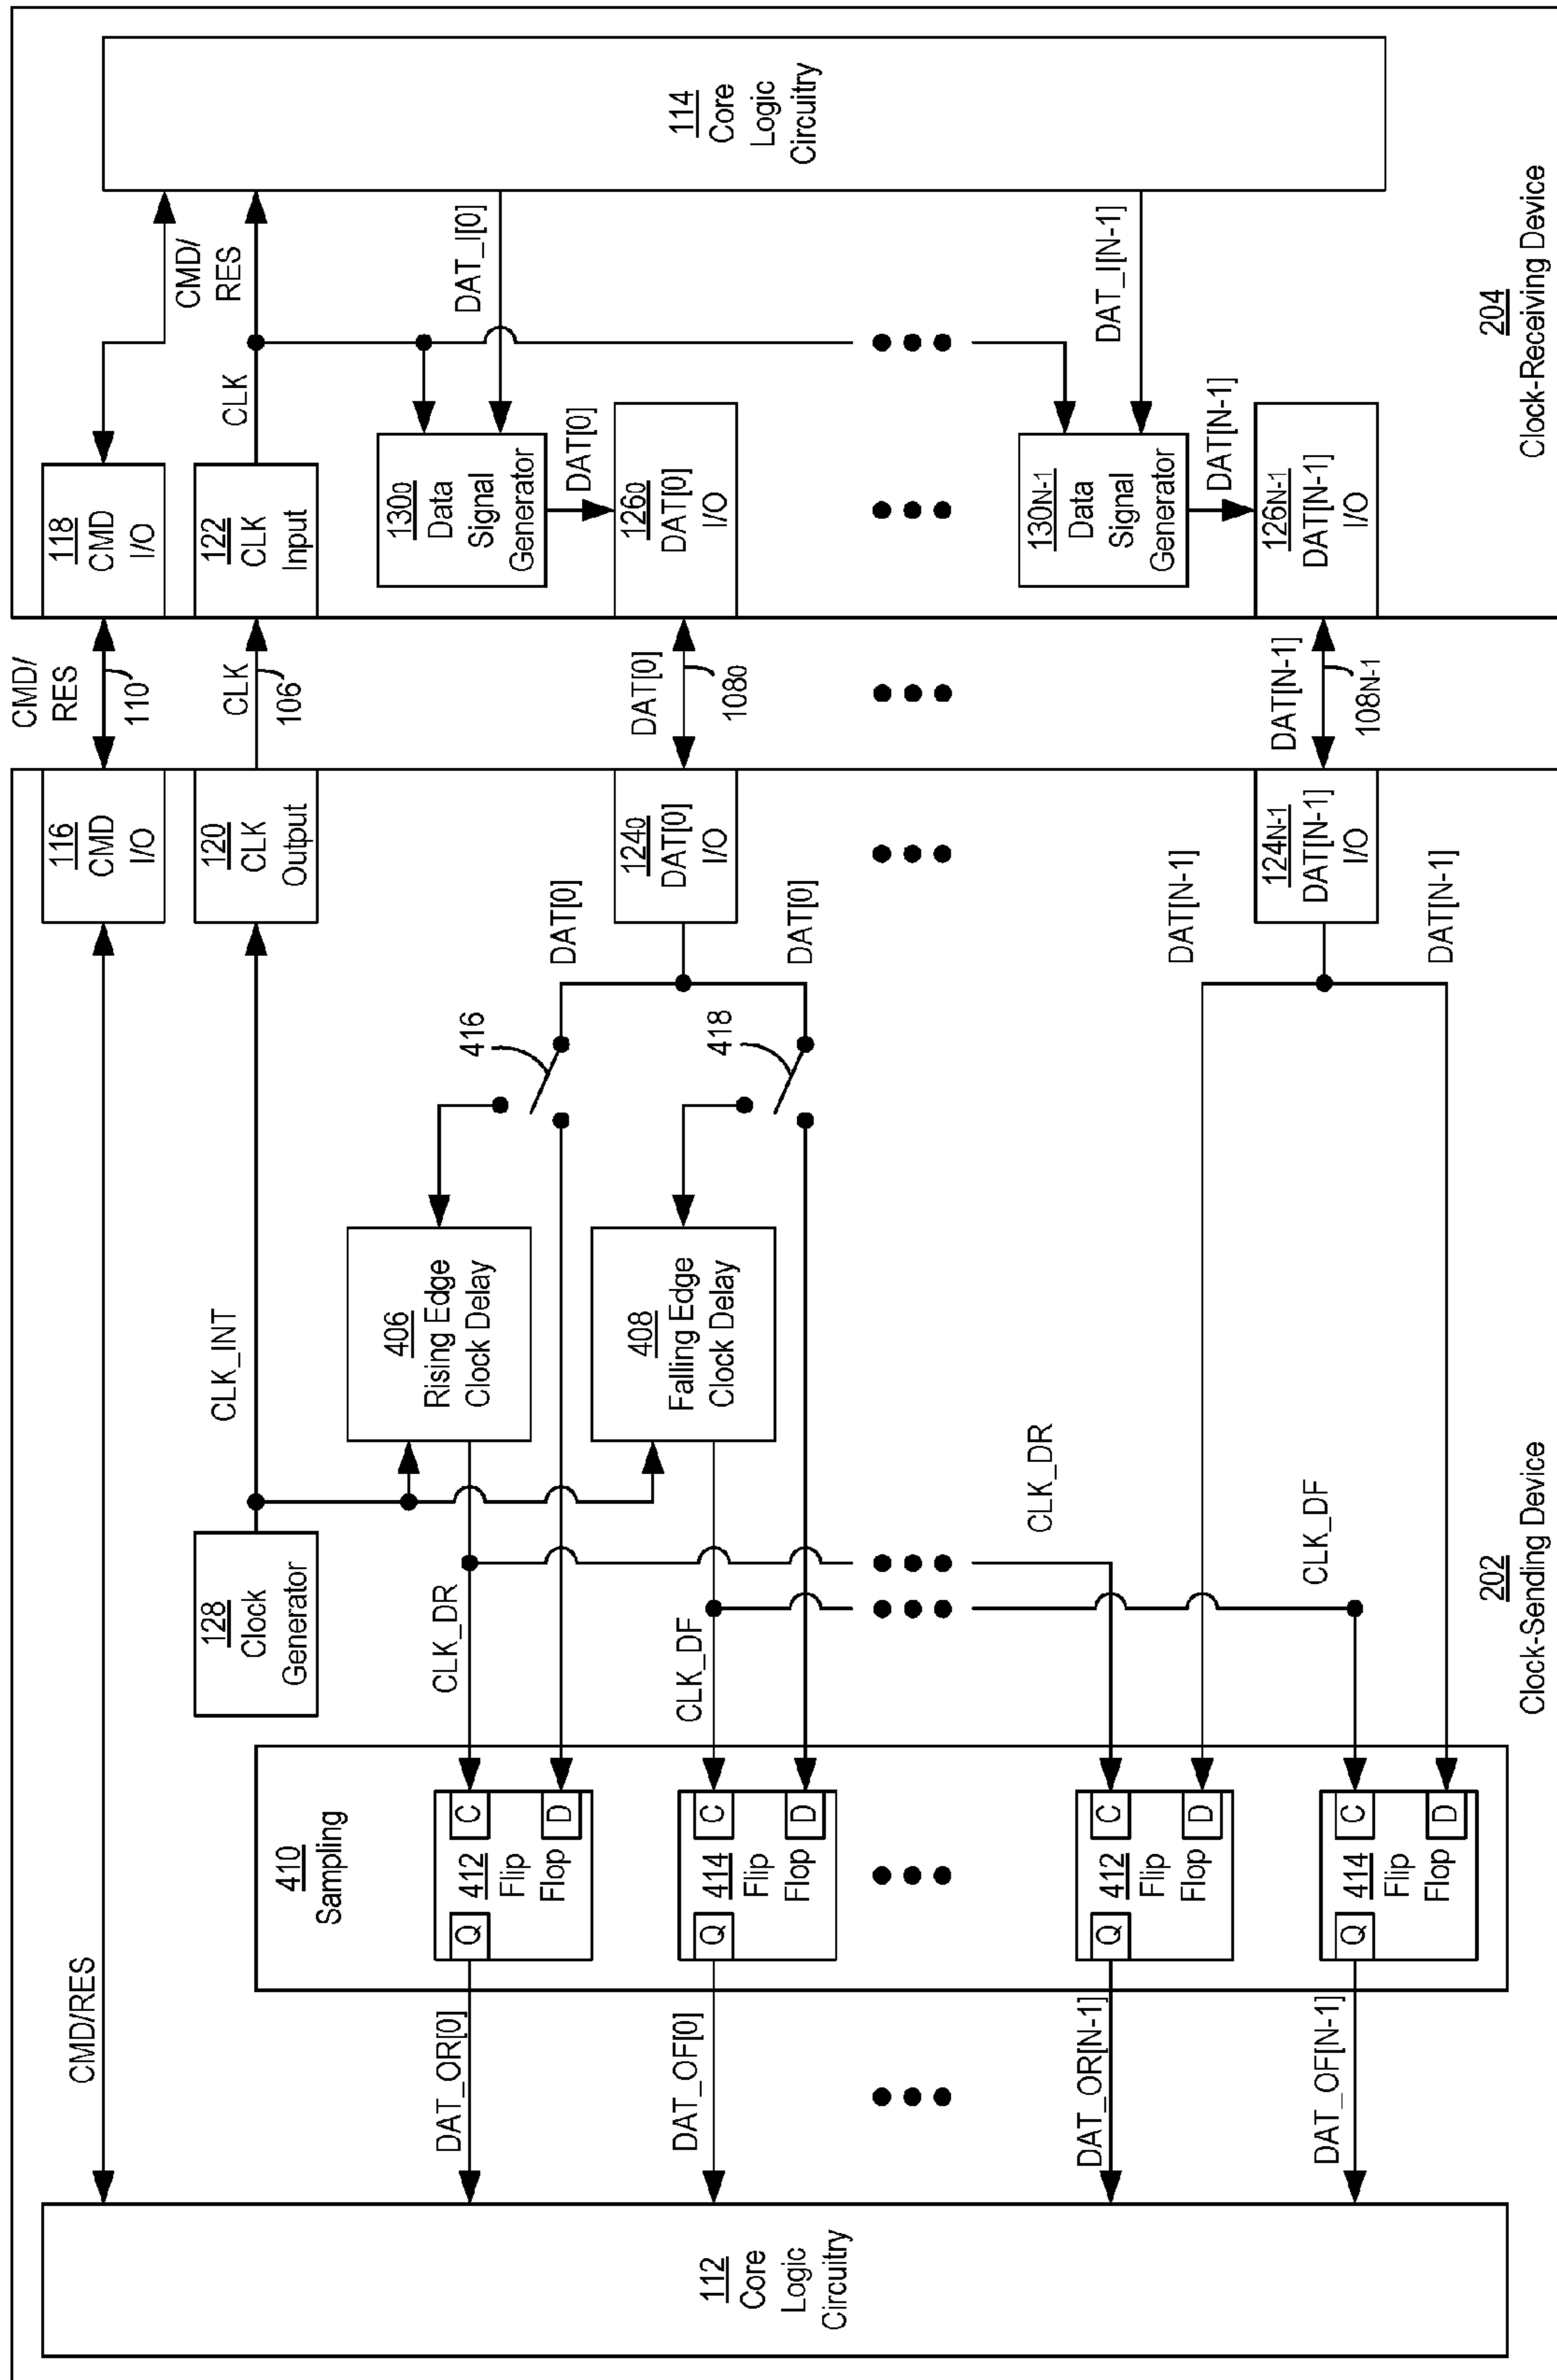 112
Core
Logic
Circuitry
CMD/RES
DAT_OR[0]
DAT_OF[0]
DAT_OR[N-1]
DAT_OF[N-1]
410
Sampling
Q
412
Flip
Flop
C
D
Q
414
Flip
Flop
C
D
Q
412
Flip
Flop
C
D
Q
414
Flip
Flop
C
D
128
Clock
Generator
CLK_INT
CLK_DR
CLK_DF
CLK_DR
CLK_DF
406
Rising Edge
Clock Delay
408
Falling Edge
Clock Delay
416
418
DAT[0]
DAT[0]
DAT[N-1]
DAT[N-1]
116
CMD
I/O
120
CLK
Output
1240
DAT[0]
I/O
124N-1
DAT[N-1]
I/O
202
Clock-Sending Device
CMD/
RES
110
CLK
106
DAT[0]
1080
DAT[N-1]
108N-1
118
CMD
I/O
122
CLK
Input
1300
Data
Signal
Generator
DAT[0]
1260
DAT[0]
I/O
130N-1
Data
Signal
Generator
DAT[N-1]
126N-1
DAT[N-1]
I/O
CLK
CMD/
RES
DAT_I[0]
DAT_I[N-1]
114
Core
Logic
Circuitry
204
Clock-Receiving Device